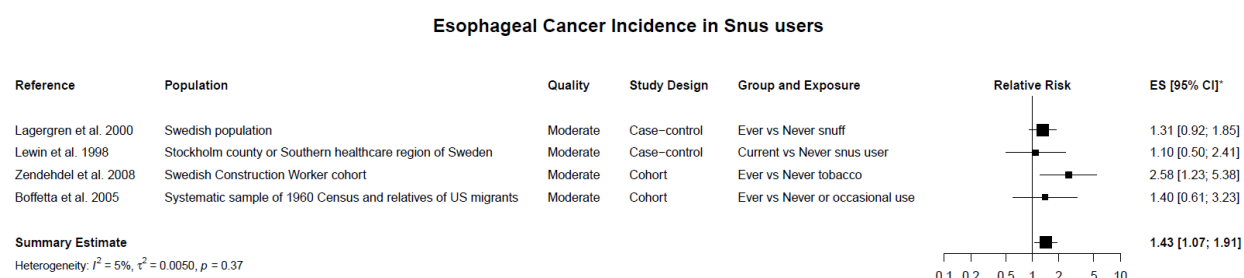 Esophageal Cancer Incidence in Snus users
Reference Population Quality Study Design Group and Exposure Relative Risk ES [95% CI]*
Lagergren et al. 2000 Swedish population Moderate Case−control Ever vs Never snuff 1.31 [0.92; 1.85]
Lewin et al. 1998 Stockholm county or Southern healthcare region of Sweden Moderate Case−control Current vs Never snus user 1.10 [0.50; 2.41]
Zendehdel et al. 2008 Swedish Construction Worker cohort Moderate Cohort Ever vs Never tobacco 2.58 [1.23; 5.38]
Boffetta et al. 2005 Systematic sample of 1960 Census and relatives of US migrants Moderate Cohort Ever vs Never or occasional use 1.40 [0.61; 3.23]
Summary Estimate 1.43 [1.07; 1.91]
Heterogeneity: I² = 5%, τ² = 0.0050, p = 0.37
0.1 0.2 0.5 1 2 5 10